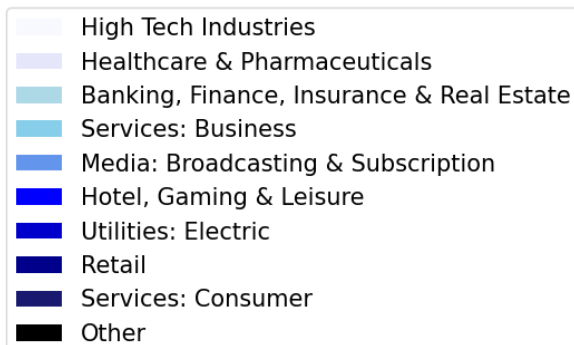 High Tech Industries
Healthcare & Pharmaceuticals
Banking, Finance, Insurance & Real Estate
Services: Business
Media: Broadcasting & Subscription
Hotel, Gaming & Leisure
Utilities: Electric
Retail
Services: Consumer
Other